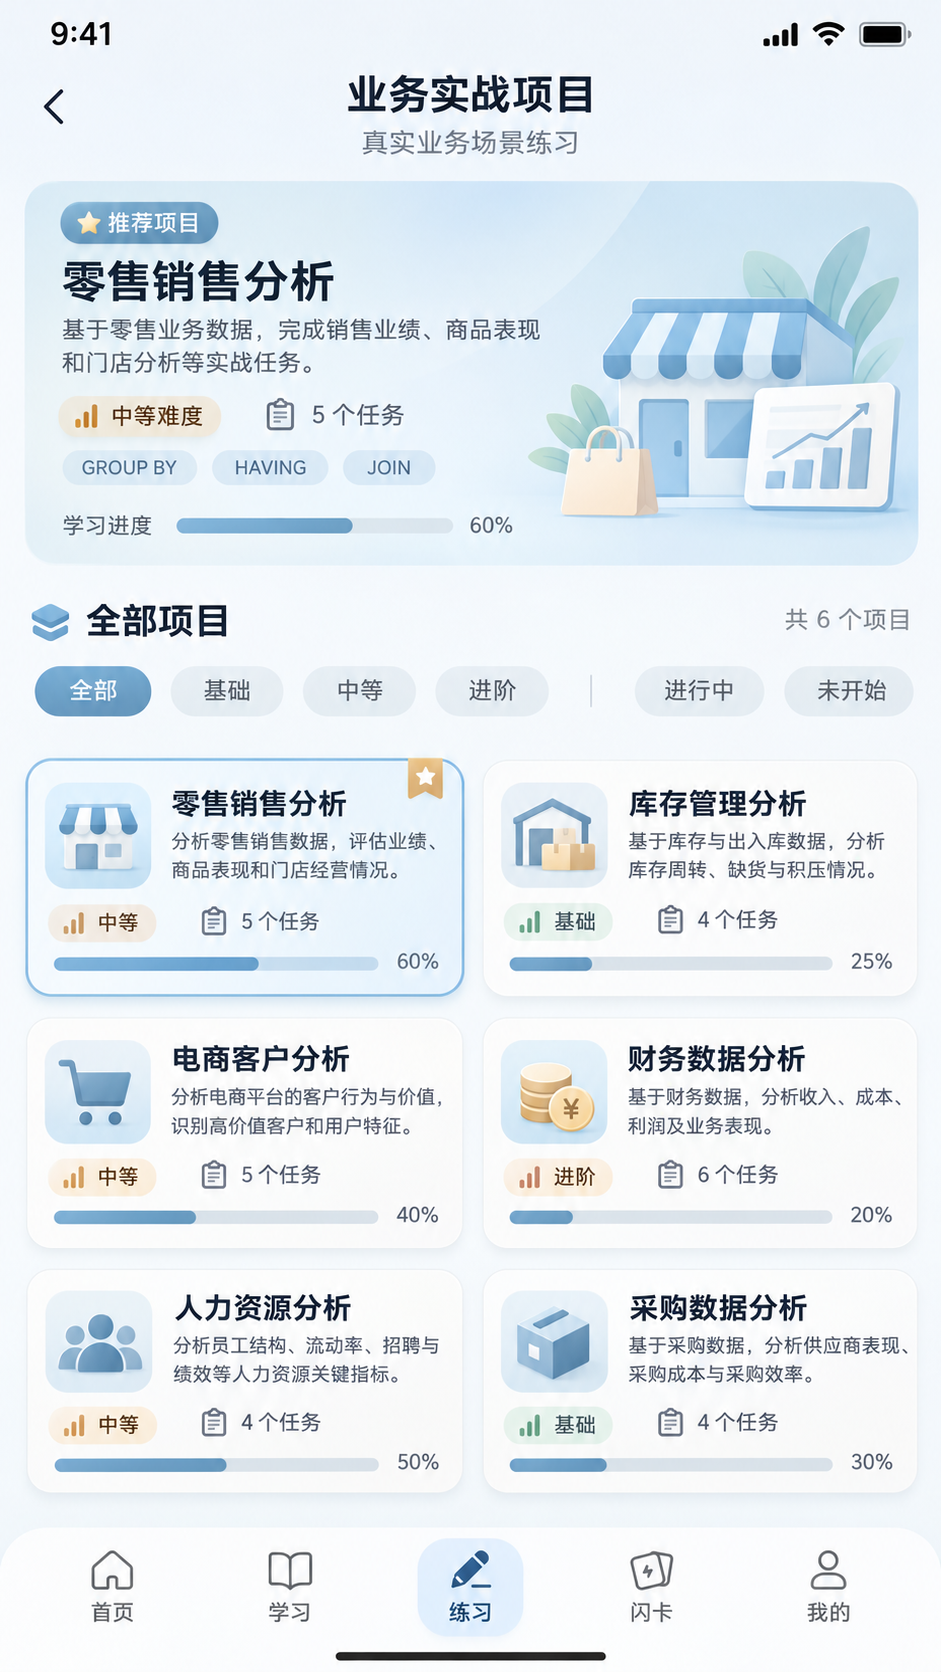 9:41
业务实战项目
真实业务场景练习
推荐项目
零售销售分析
基于零售业务数据，完成销售业绩、商品表现
和门店分析等实战任务。
中等难度 5 个任务
GROUP BY HAVING JOIN
学习进度 60%
全部项目 共 6 个项目
全部 基础 中等 进阶 进行中 未开始
零售销售分析
分析零售销售数据，评估业绩、
商品表现和门店经营情况。
中等 5 个任务
60%
库存管理分析
基于库存与出入库数据，分析
库存周转、缺货与积压情况。
基础 4 个任务
25%
电商客户分析
分析电商平台的客户行为与价值，
识别高价值客户和用户特征。
中等 5 个任务
40%
财务数据分析
基于财务数据，分析收入、成本、
利润及业务表现。
进阶 6 个任务
20%
人力资源分析
分析员工结构、流动率、招聘与
绩效等人力资源关键指标。
中等 4 个任务
50%
采购数据分析
基于采购数据，分析供应商表现、
采购成本与采购效率。
基础 4 个任务
30%
首页 学习 练习 闪卡 我的